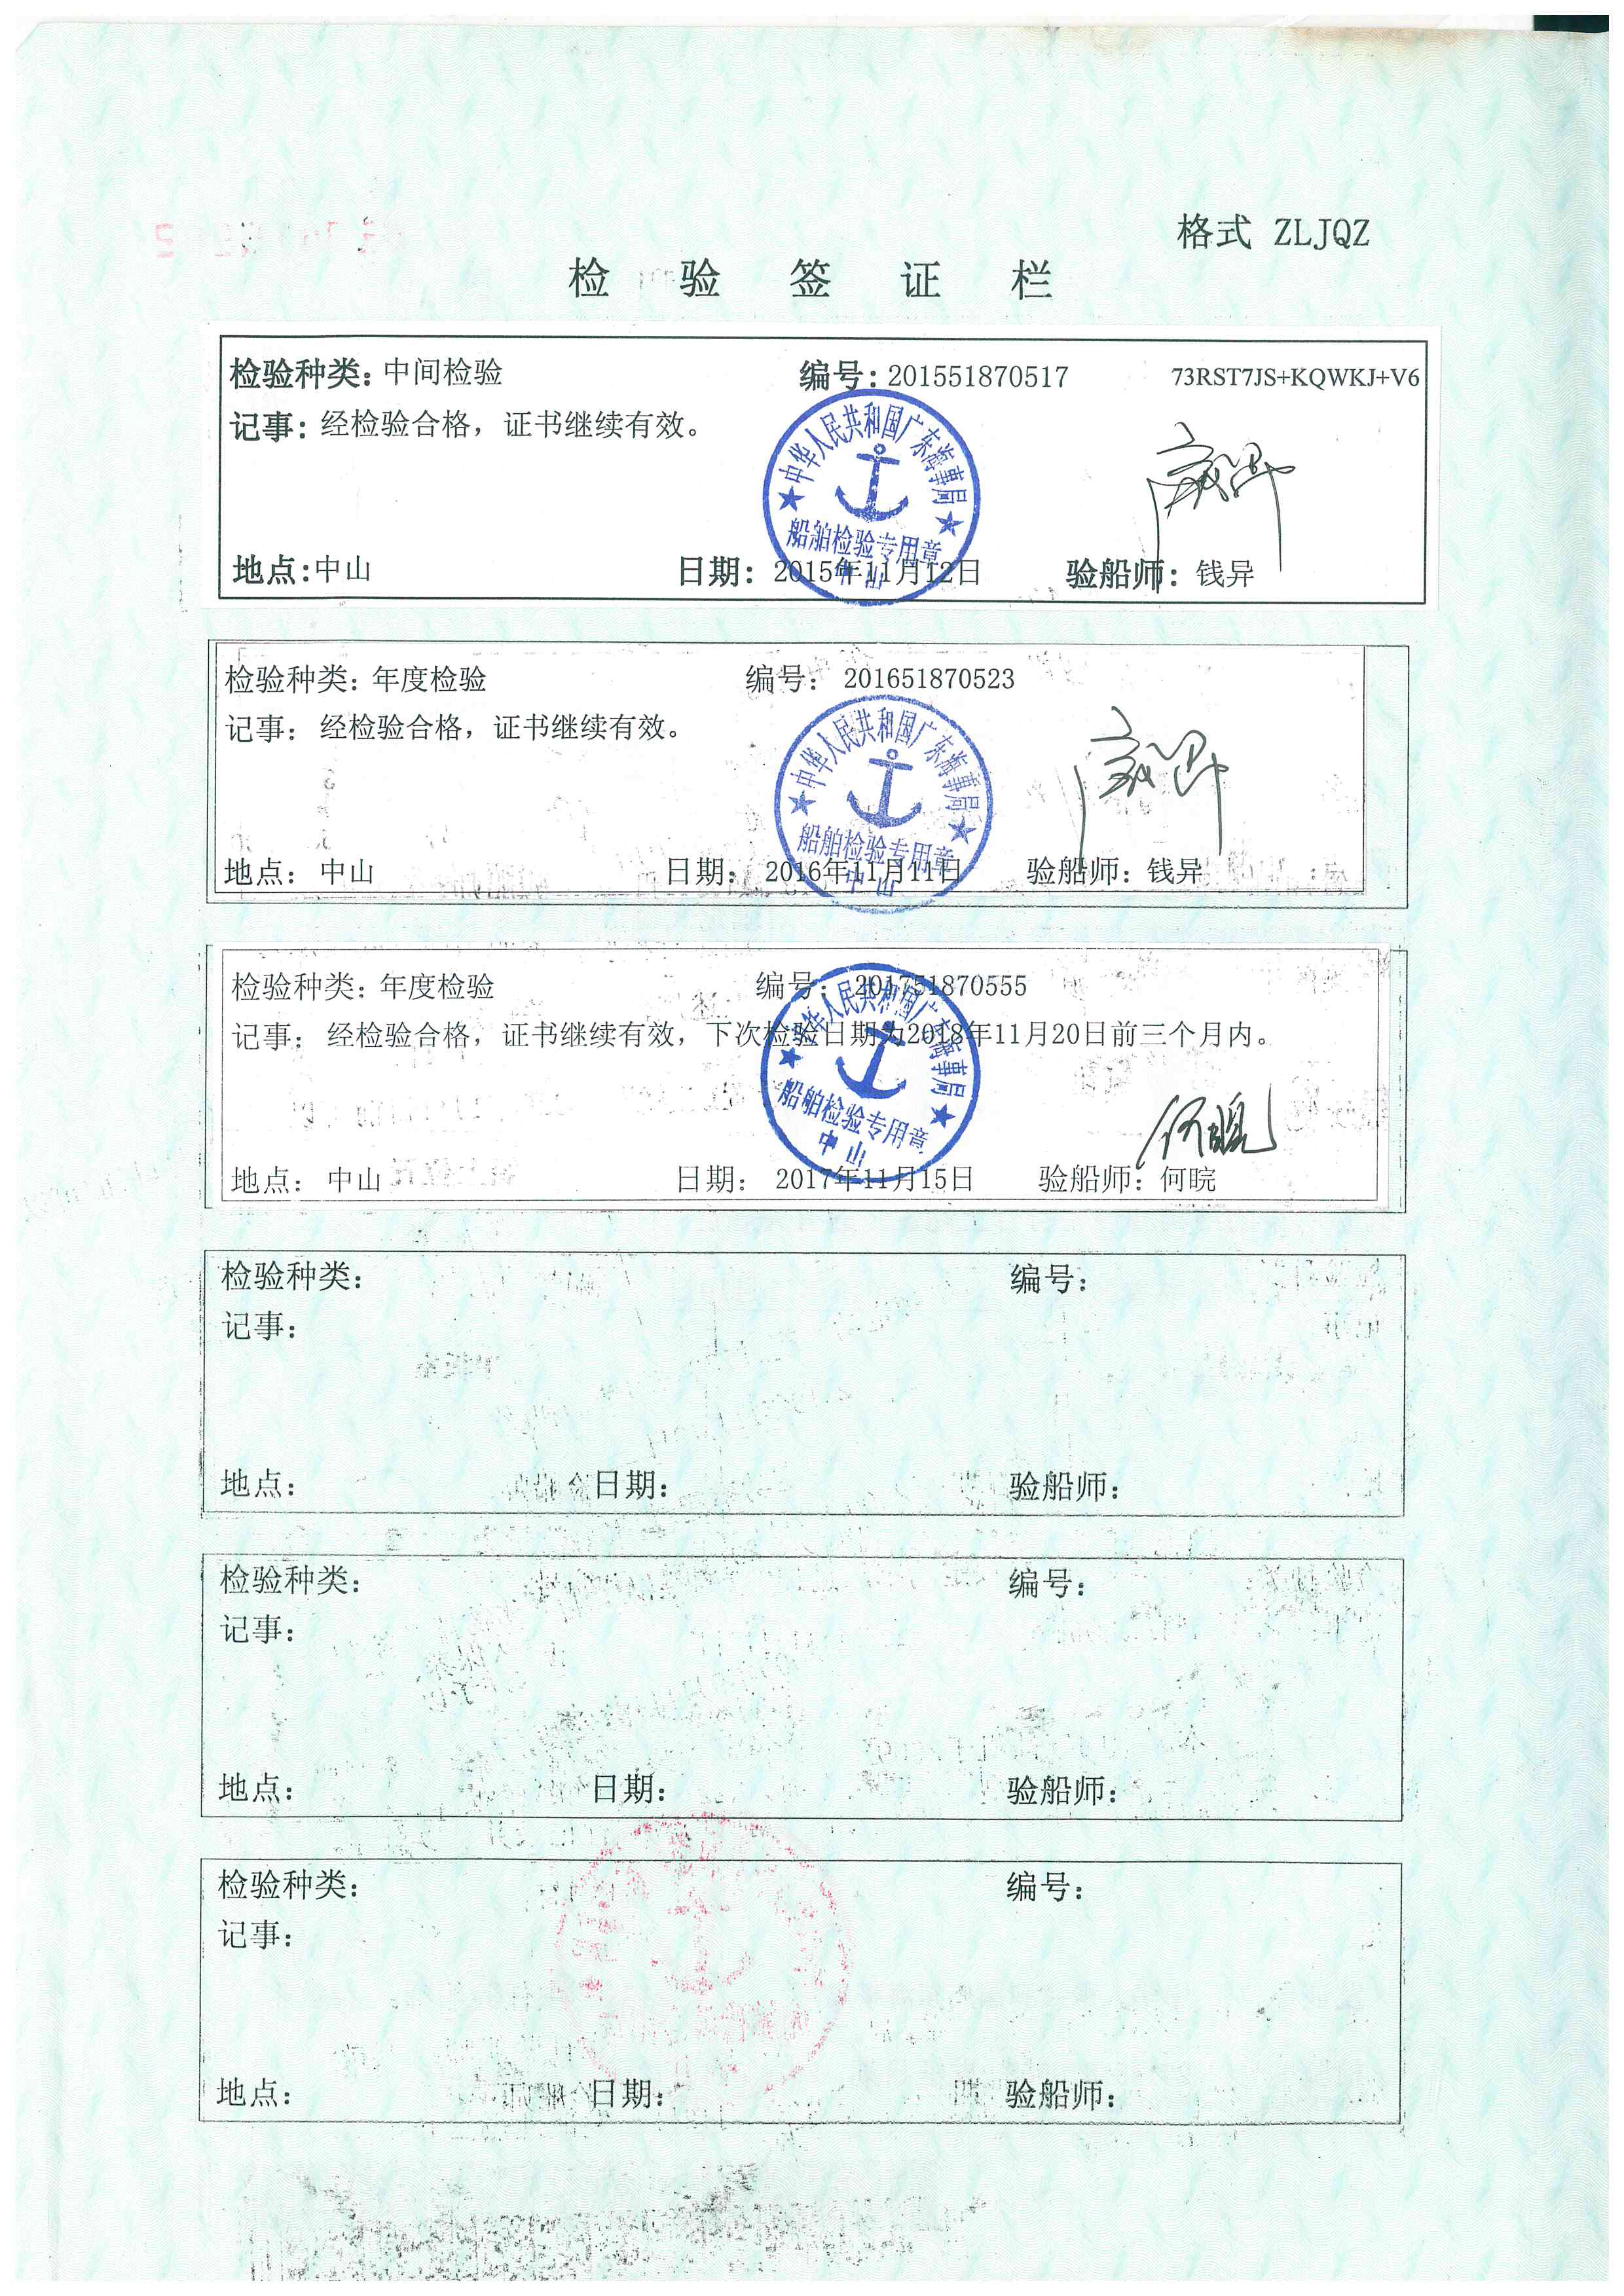 格式 ZLJQZ
检 验 签 证 栏
检验种类：中间检验 编号：201551870517 73RST7JS+KQWKJ+V6
记事：经检验合格，证书继续有效。
中华人民共和国广东海事局
船舶检验专用章
中山
地点：中山 日期：2015年11月12日 验船师：钱异
检验种类：年度检验 编号：201651870523
记事：经检验合格，证书继续有效。
中华人民共和国广东海事局
船舶检验专用章
中山
地点：中山 日期：2016年11月11日 验船师：钱异
检验种类：年度检验 编号：201751870555
记事：经检验合格，证书继续有效，下次检验日期为2018年11月20日前三个月内。
中华人民共和国广东海事局
船舶检验专用章
中山
何晥
地点：中山 日期：2017年11月15日 验船师：何晥
检验种类： 编号：
记事：
地点： 日期： 验船师：
检验种类： 编号：
记事：
地点： 日期： 验船师：
检验种类： 编号：
记事：
地点： 日期： 验船师：